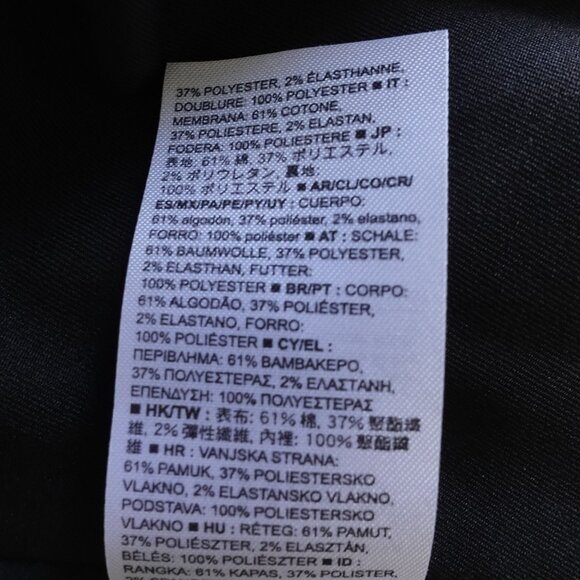 37% POLYESTER, 2% ÉLASTHANNE,
DOUBLURE: 100% POLYESTER ■ IT :
MEMBRANA: 61% COTONE,
37% POLIESTERE, 2% ELASTAN,
FODERA: 100% POLIESTERE ■ JP :
表地: 61% 綿, 37% ポリエステル,
2% ポリウレタン, 裏地:
100% ポリエステル ■ AR/CL/CO/CR/
ES/MX/PA/PE/PY/UY : CUERPO:
61% algodón, 37% poliéster, 2% elastano,
FORRO: 100% poliéster ■ AT : SCHALE:
61% BAUMWOLLE, 37% POLYESTER,
2% ELASTHAN, FUTTER:
100% POLYESTER ■ BR/PT : CORPO:
61% ALGODÃO, 37% POLIÉSTER,
2% ELASTANO, FORRO:
100% POLIÉSTER ■ CY/EL :
ΠΕΡΙΒΛΗΜΑ: 61% ΒΑΜΒΑΚΕΡΟ,
37% ΠΟΛΥΕΣΤΕΡΑΣ, 2% ΕΛΑΣΤΑΝΗ,
ΕΠΕΝΔΥΣΗ: 100% ΠΟΛΥΕΣΤΕΡΑΣ
■ HK/TW : 表布: 61% 棉, 37% 聚酯纖
維, 2% 彈性纖維, 內裡: 100% 聚酯纖
維 ■ HR : VANJSKA STRANA:
61% PAMUK, 37% POLIESTERSKO
VLAKNO, 2% ELASTANSKO VLAKNO,
PODSTAVA: 100% POLIESTERSKO
VLAKNO ■ HU : RÉTEG: 61% PAMUT,
37% POLIÉSZTER, 2% ELASZTÁN,
BÉLÉS: 100% POLIÉSZTER ■ ID :
RANGKA: 61% KAPAS, 37% POLISTER,